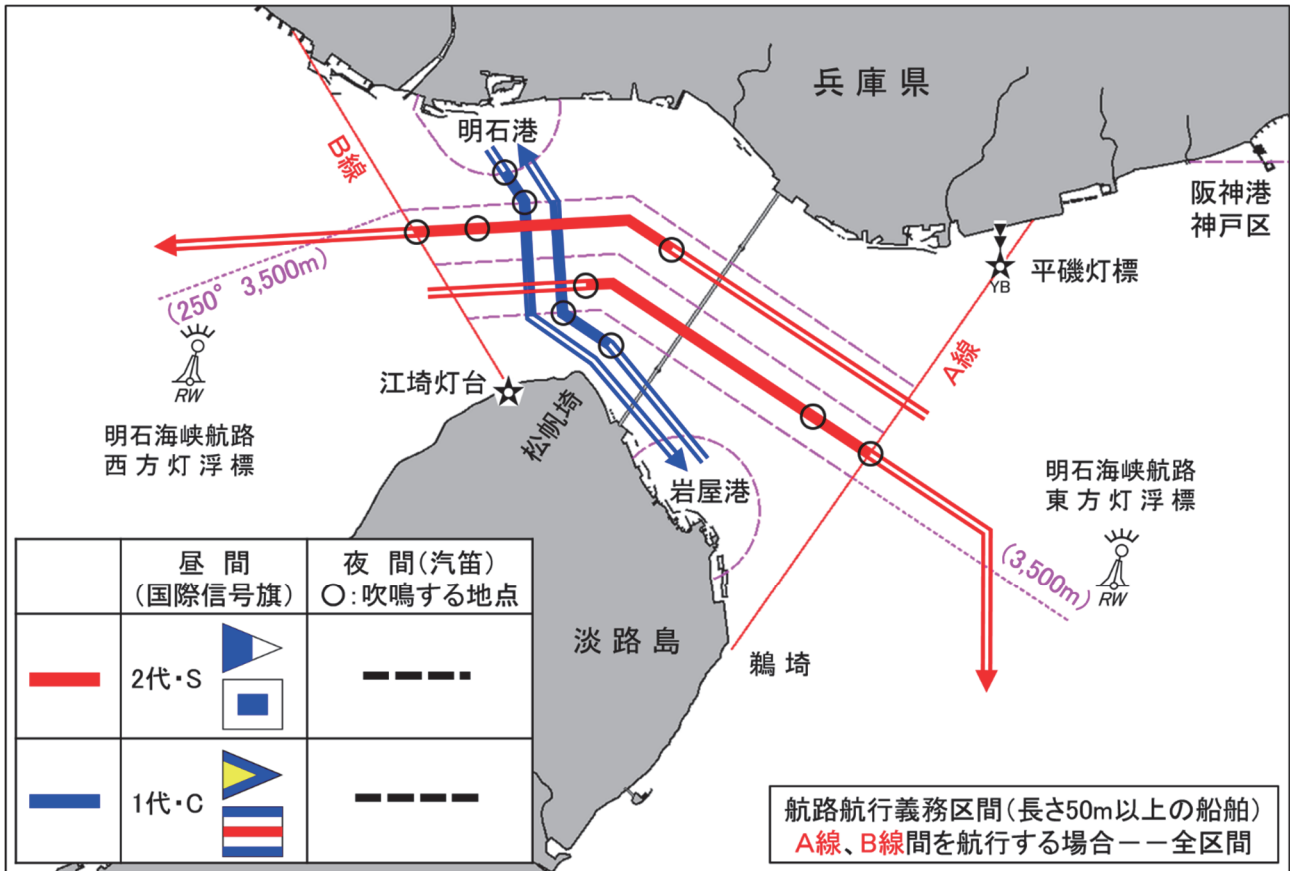 兵庫県
明石港
B線
阪神港
神戸区
YB
平磯灯標
(250° 3,500m)
A線
RW
江埼灯台
松帆埼
明石海峡航路
西方灯浮標
岩屋港
明石海峡航路
東方灯浮標
(3,500m)
RW
淡路島
鵜埼
昼間
(国際信号旗)
夜間(汽笛)
○:吹鳴する地点
2代・S
1代・C
航路航行義務区間(長さ50m以上の船舶)
A線、B線間を航行する場合――全区間